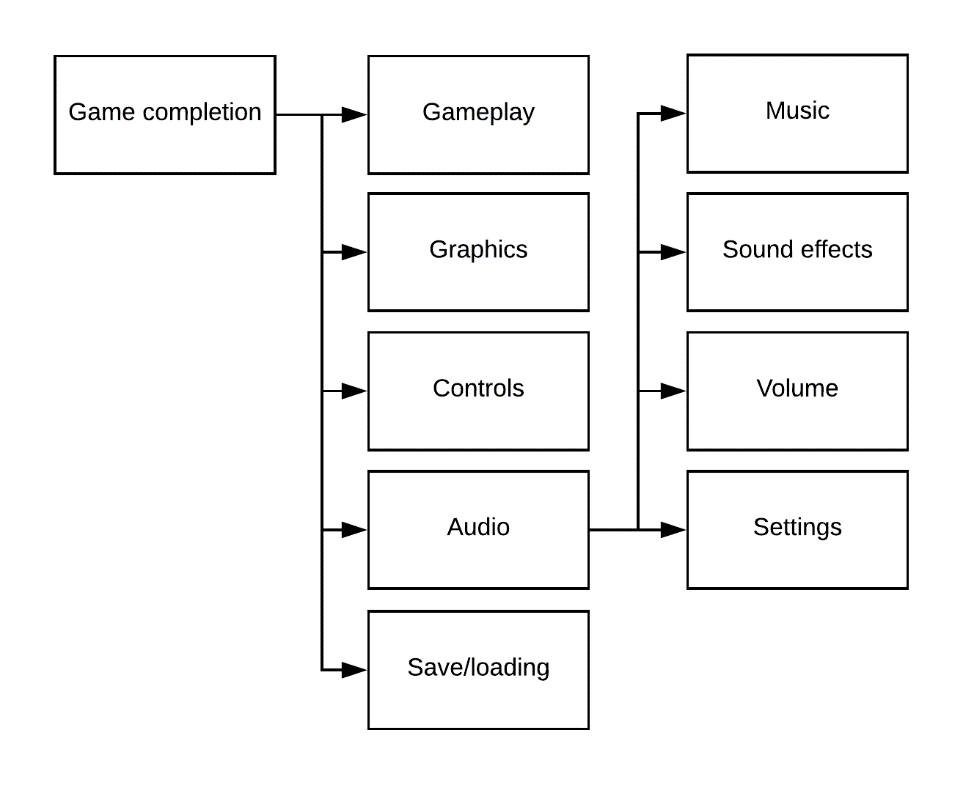 Game completion
Gameplay
Graphics
Controls
Audio
Save/loading
Music
Sound effects
Volume
Settings